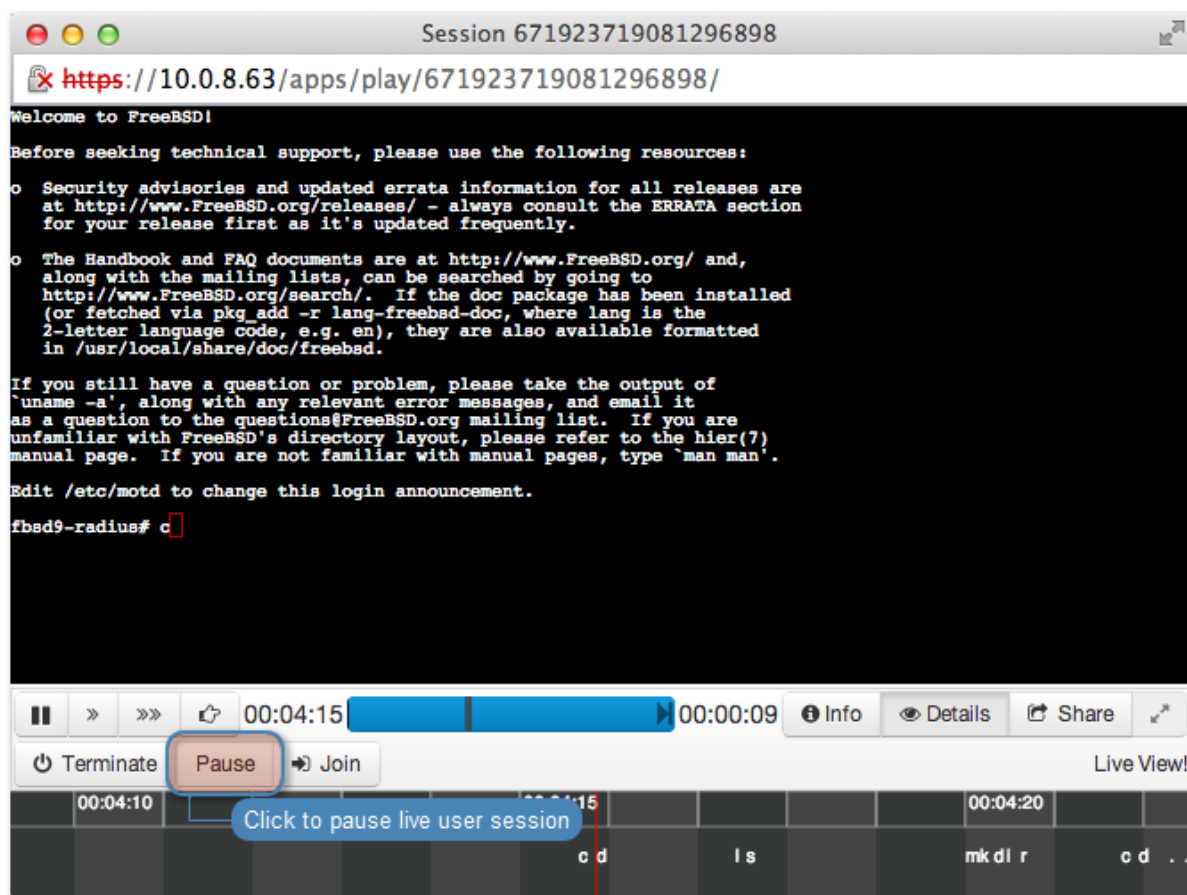 Session 671923719081296898
https://10.0.8.63/apps/play/671923719081296898/
Welcome to FreeBSD!
Before seeking technical support, please use the following resources:
o  Security advisories and updated errata information for all releases are
at http://www.FreeBSD.org/releases/ - always consult the ERRATA section
for your release first as it's updated frequently.
o  The Handbook and FAQ documents are at http://www.FreeBSD.org/ and,
along with the mailing lists, can be searched by going to
http://www.FreeBSD.org/search/.  If the doc package has been installed
(or fetched via pkg_add -r lang-freebsd-doc, where lang is the
2-letter language code, e.g. en), they are also available formatted
in /usr/local/share/doc/freebsd.
If you still have a question or problem, please take the output of
`uname -a', along with any relevant error messages, and email it
as a question to the questions@FreeBSD.org mailing list.  If you are
unfamiliar with FreeBSD's directory layout, please refer to the hier(7)
manual page.  If you are not familiar with manual pages, type `man man'.
Edit /etc/motd to change this login announcement.
fbsd9-radius# c
00:04:15 00:00:09 Info Details Share
Terminate Pause Join Live View!
00:04:10 00:04:20
Click to pause live user session
c d l s mk d l r c d . .